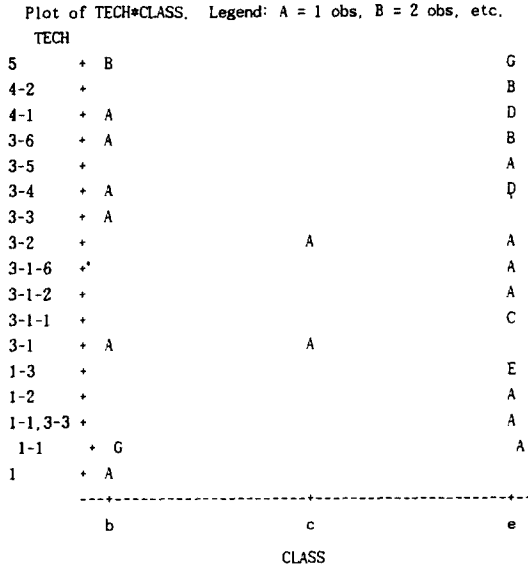 Plot of TECH*CLASS. Legend: A = 1 obs, B = 2 obs, etc.
TECH
5 + B G
4-2 + B
4-1 + A D
3-6 + A B
3-5 + A
3-4 + A D
3-3 + A
3-2 + A A
3-1-6 + A
3-1-2 + A
3-1-1 + C
3-1 + A A
1-3 + E
1-2 + A
1-1,3-3 + A
1-1 + G A
1 + A
---+-----------------------------+-----------------------------+--
b c e
CLASS